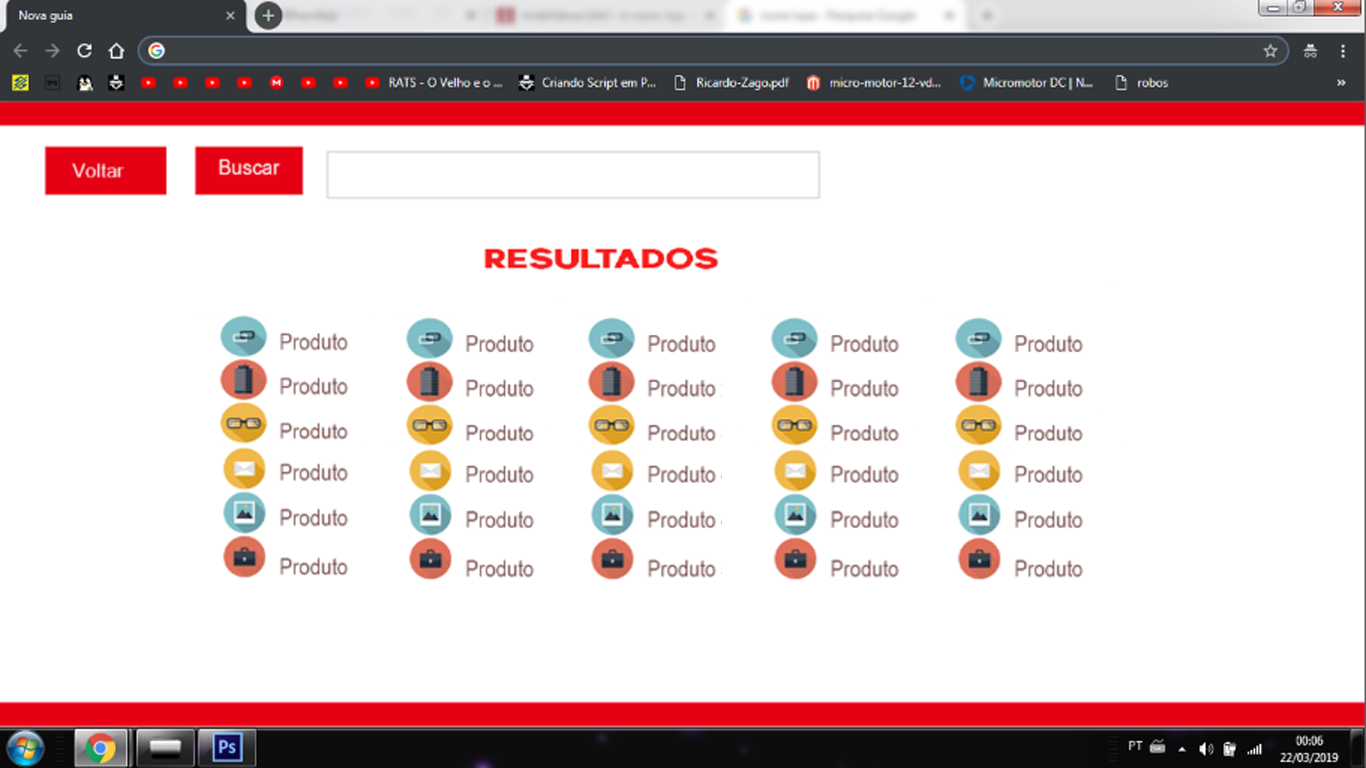 Nova guia
RATS - O Velho e o ... Criando Script em P... Ricardo-Zago.pdf micro-motor-12-vd... Micromotor DC | N... robos »
Voltar Buscar
RESULTADOS
Produto Produto Produto Produto Produto
Produto Produto Produto Produto Produto
Produto Produto Produto Produto Produto
Produto Produto Produto Produto Produto
Produto Produto Produto Produto Produto
Produto Produto Produto Produto Produto
Ps PT 00:06
22/03/2019